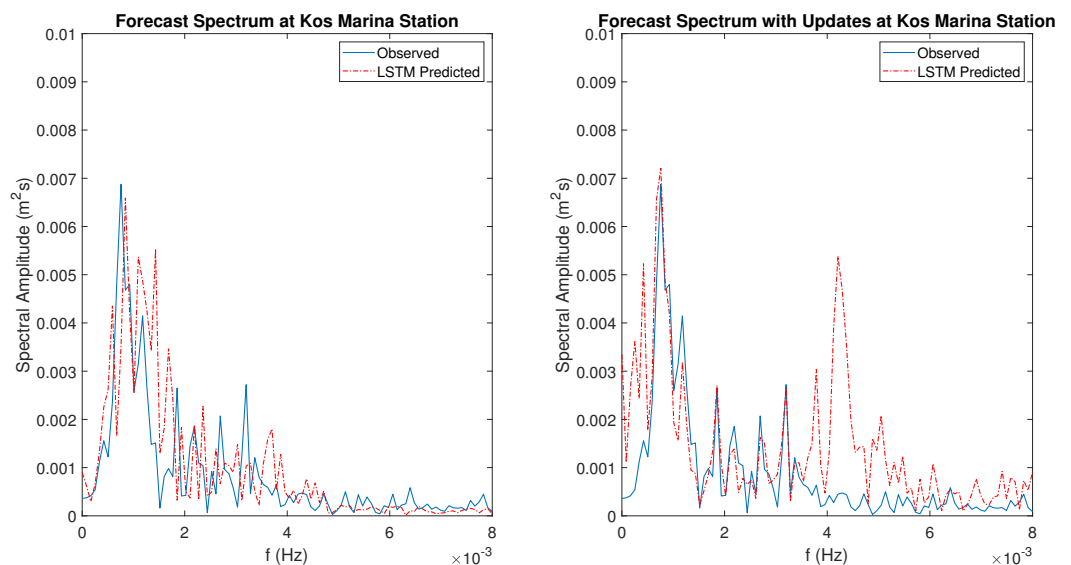 Forecast Spectrum at Kos Marina Station
0.01
0.009
0.008
0.007
0.006
0.005
0.004
0.003
0.002
0.001
0
Spectral Amplitude (m²s)
Observed
LSTM Predicted
0 2 4 6 8
f (Hz)
×10⁻³
Forecast Spectrum with Updates at Kos Marina Station
0.01
0.009
0.008
0.007
0.006
0.005
0.004
0.003
0.002
0.001
0
Spectral Amplitude (m²s)
Observed
LSTM Predicted
0 2 4 6 8
f (Hz)
×10⁻³